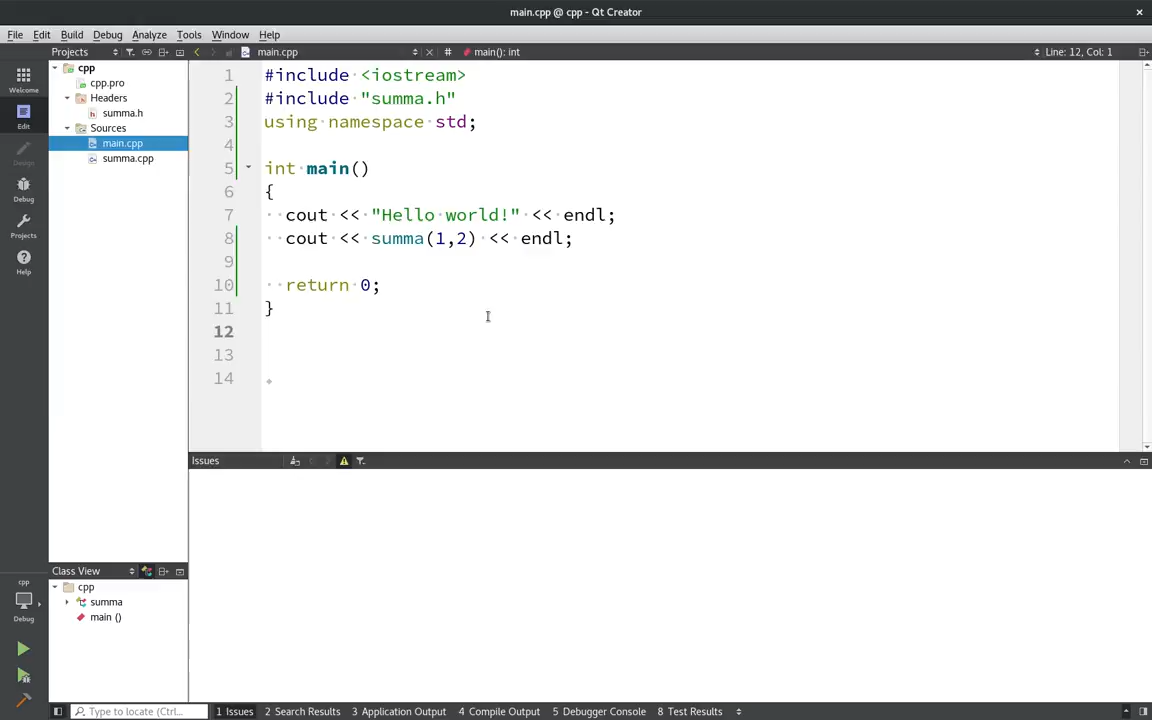 main.cpp @ cpp - Qt Creator
×
File Edit Build Debug Analyze Tools Window Help
Projects
main.cpp
# main(): int
Line: 12, Col: 1
Welcome
Edit
Design
Debug
Projects
Help
cpp
Debug
cpp
cpp.pro
Headers
summa.h
Sources
main.cpp
summa.cpp
1 #include <iostream>
2 #include "summa.h"
3 using namespace std;
4
5 int main()
6 {
7 cout << "Hello world!" << endl;
8 cout << summa(1,2) << endl;
9
10 return 0;
11 }
12
13
14
Issues
Class View
cpp
summa
main ()
Type to locate (Ctrl...
1 Issues 2 Search Results 3 Application Output 4 Compile Output 5 Debugger Console 8 Test Results